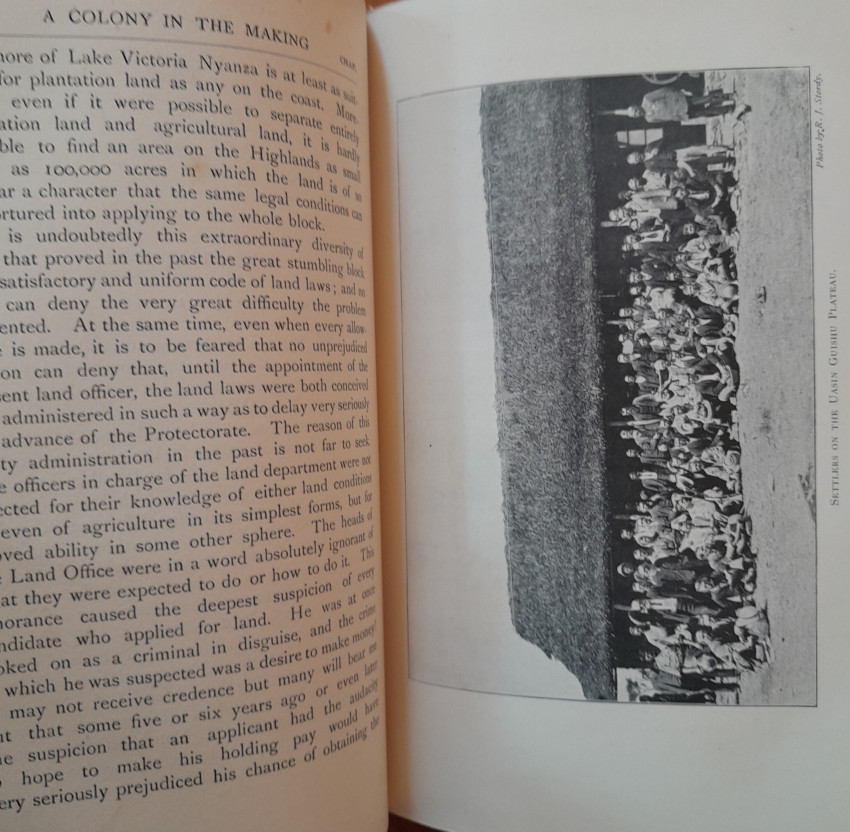 A COLONY IN THE MAKING
CHAP.
hore of Lake Victoria Nyanza is at least as suit-
for plantation land as any on the coast. More-
even if it were possible to separate entirely
ation land and agricultural land, it is hardly
ble to find an area on the Highlands as small
as 100,000 acres in which the land is of so
ar a character that the same legal conditions can
rtured into applying to the whole block.
is undoubtedly this extraordinary diversity of
that proved in the past the great stumbling block
satisfactory and uniform code of land laws; and no
can deny the very great difficulty the problem
ented. At the same time, even when every allow-
e is made, it is to be feared that no unprejudiced
on can deny that, until the appointment of the
sent land officer, the land laws were both conceived
administered in such a way as to delay very seriously
advance of the Protectorate. The reason of this
ty administration in the past is not far to seek
e officers in charge of the land department were not
ected for their knowledge of either land conditions
even of agriculture in its simplest forms, but for
oved ability in some other sphere. The heads of
e Land Office were in a word absolutely ignorant of
at they were expected to do or how to do it. This
norance caused the deepest suspicion of every
ndidate who applied for land. He was at once
oked on as a criminal in disguise, and the crime
which he was suspected was a desire to make money!
may not receive credence but many will bear me
ut that some five or six years ago or even later
he suspicion that an applicant had the audacity
hope to make his holding pay would have
ery seriously prejudiced his chance of obtaining the
Photo by R. J. Stordy.
SETTLERS ON THE UASIN GUISHU PLATEAU.